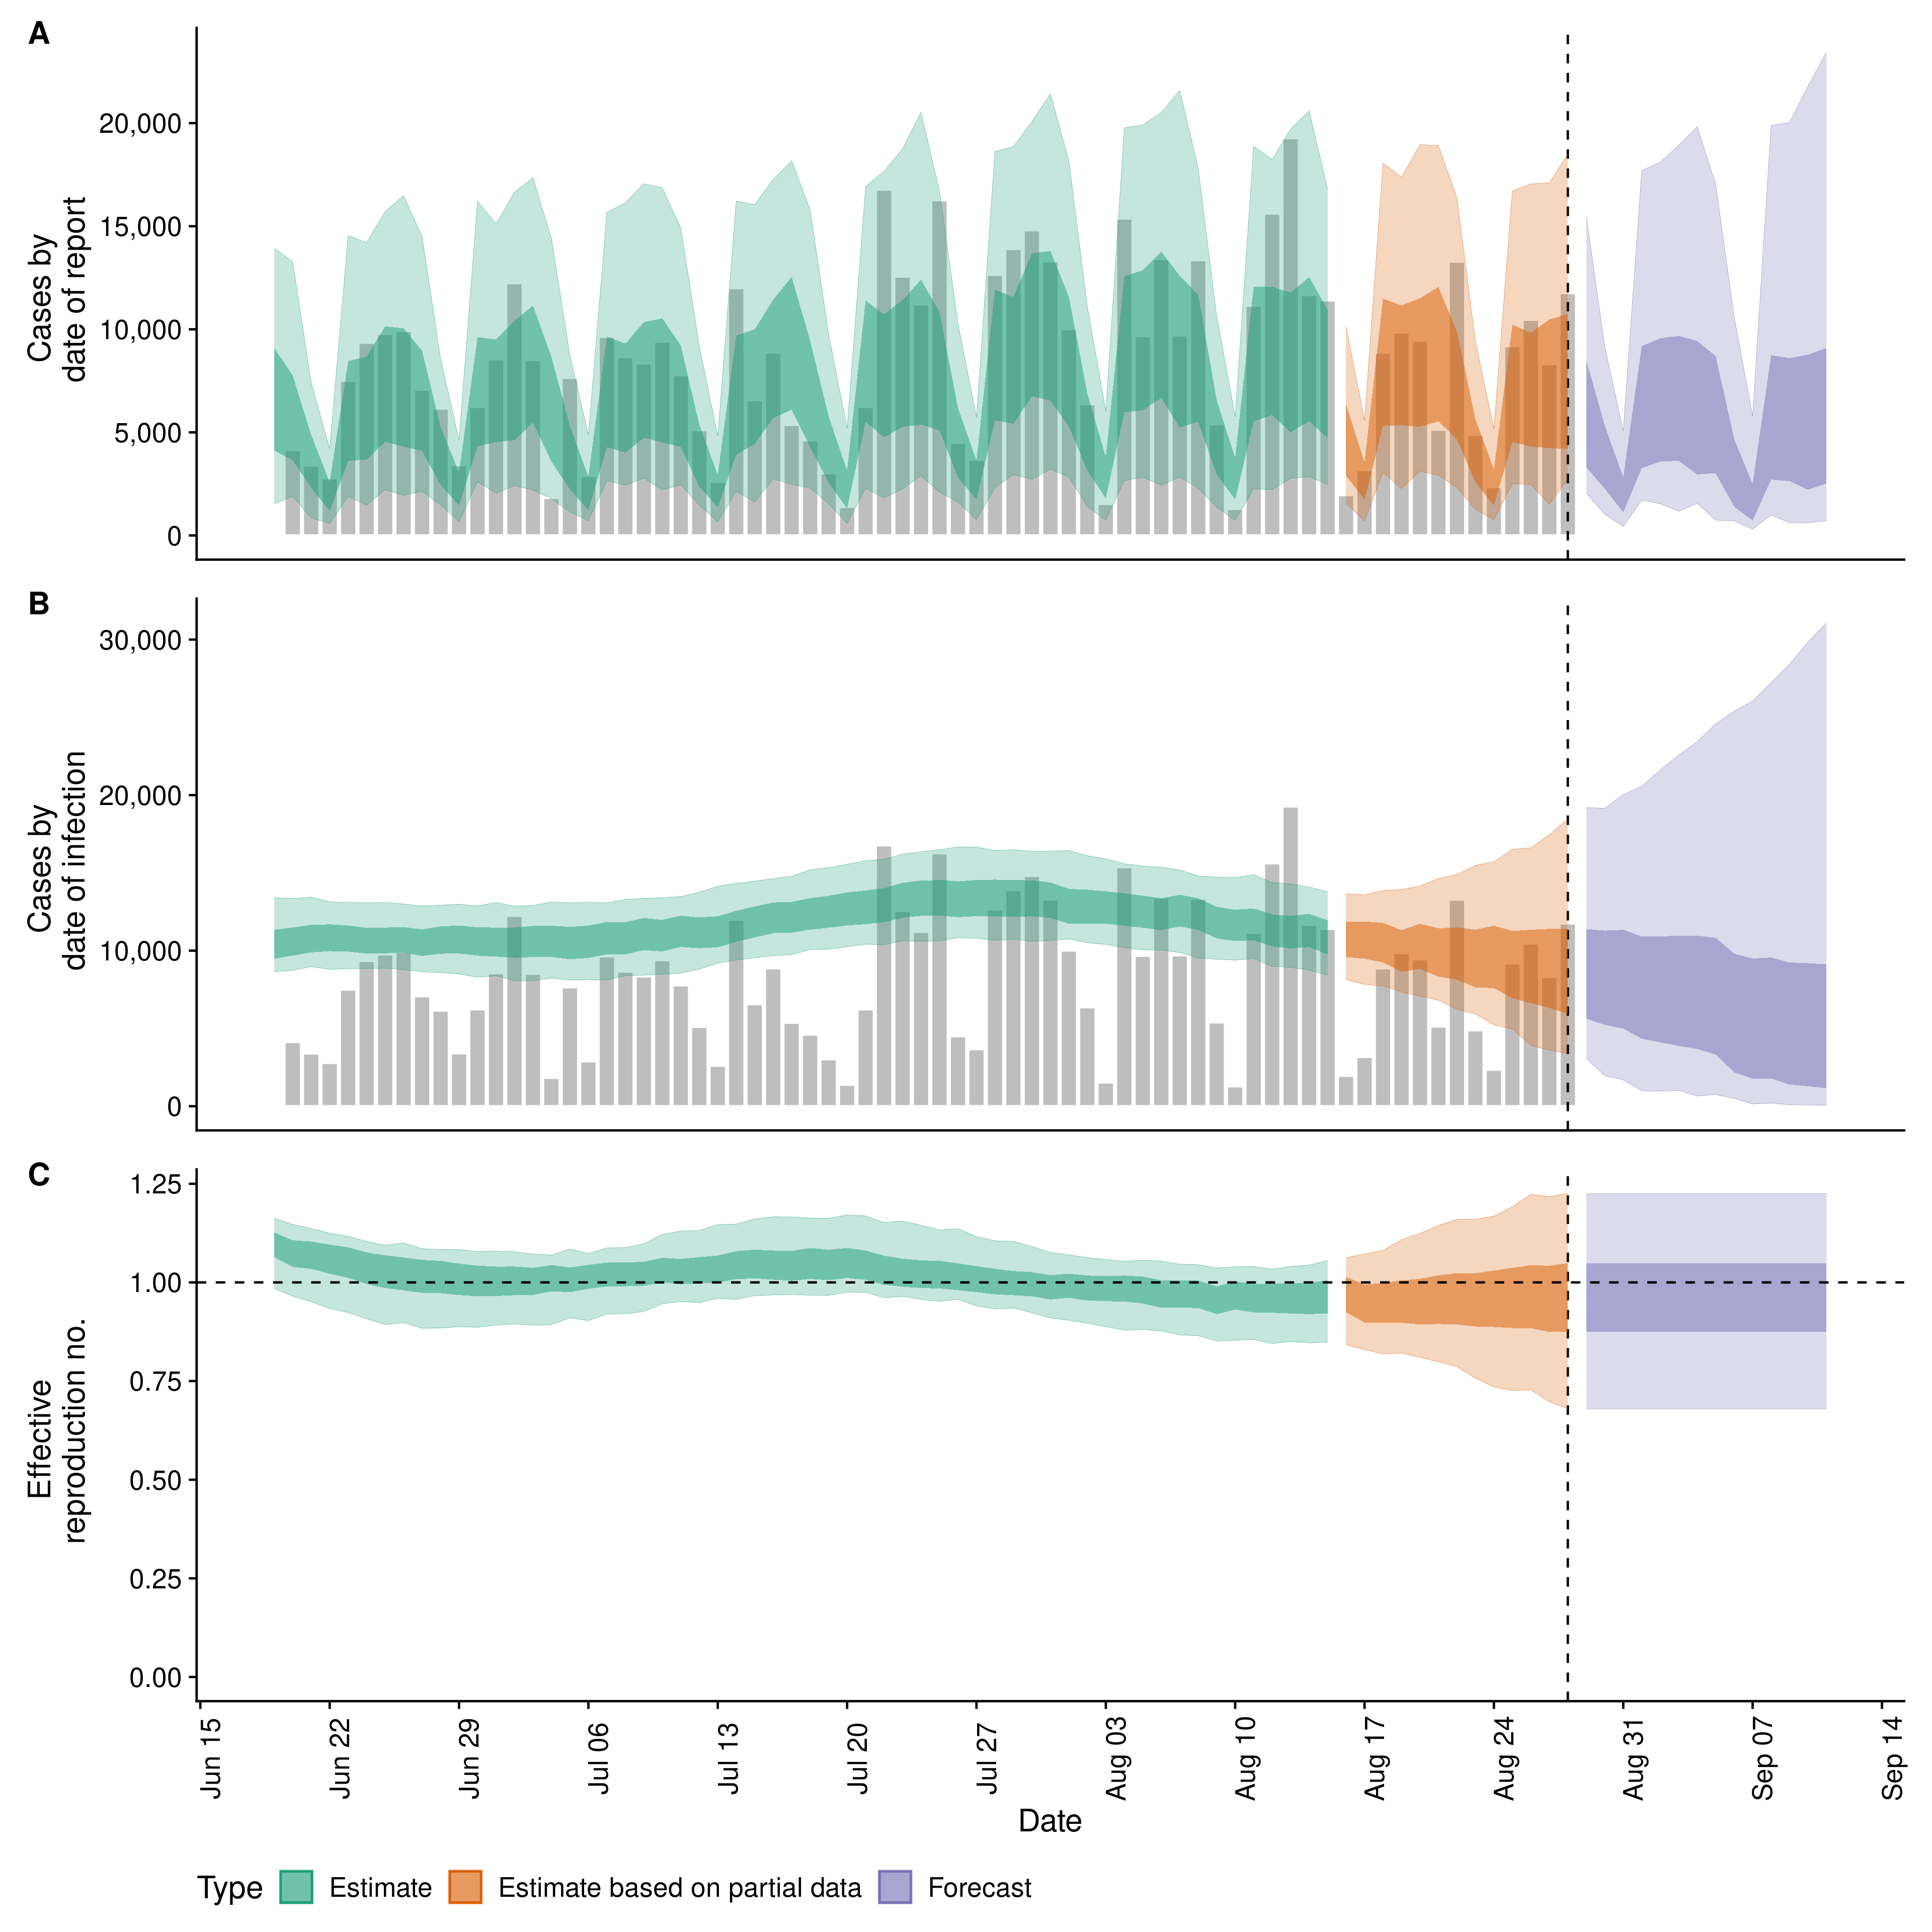 A
Cases by
date of report
20,000
15,000
10,000
5,000
0
B
Cases by
date of infection
30,000
20,000
10,000
0
C
Effective
reproduction no.
1.25
1.00
0.75
0.50
0.25
0.00
Jun 15
Jun 22
Jun 29
Jul 06
Jul 13
Jul 20
Jul 27
Aug 03
Aug 10
Aug 17
Aug 24
Aug 31
Sep 07
Sep 14
Date
Type Estimate Estimate based on partial data Forecast